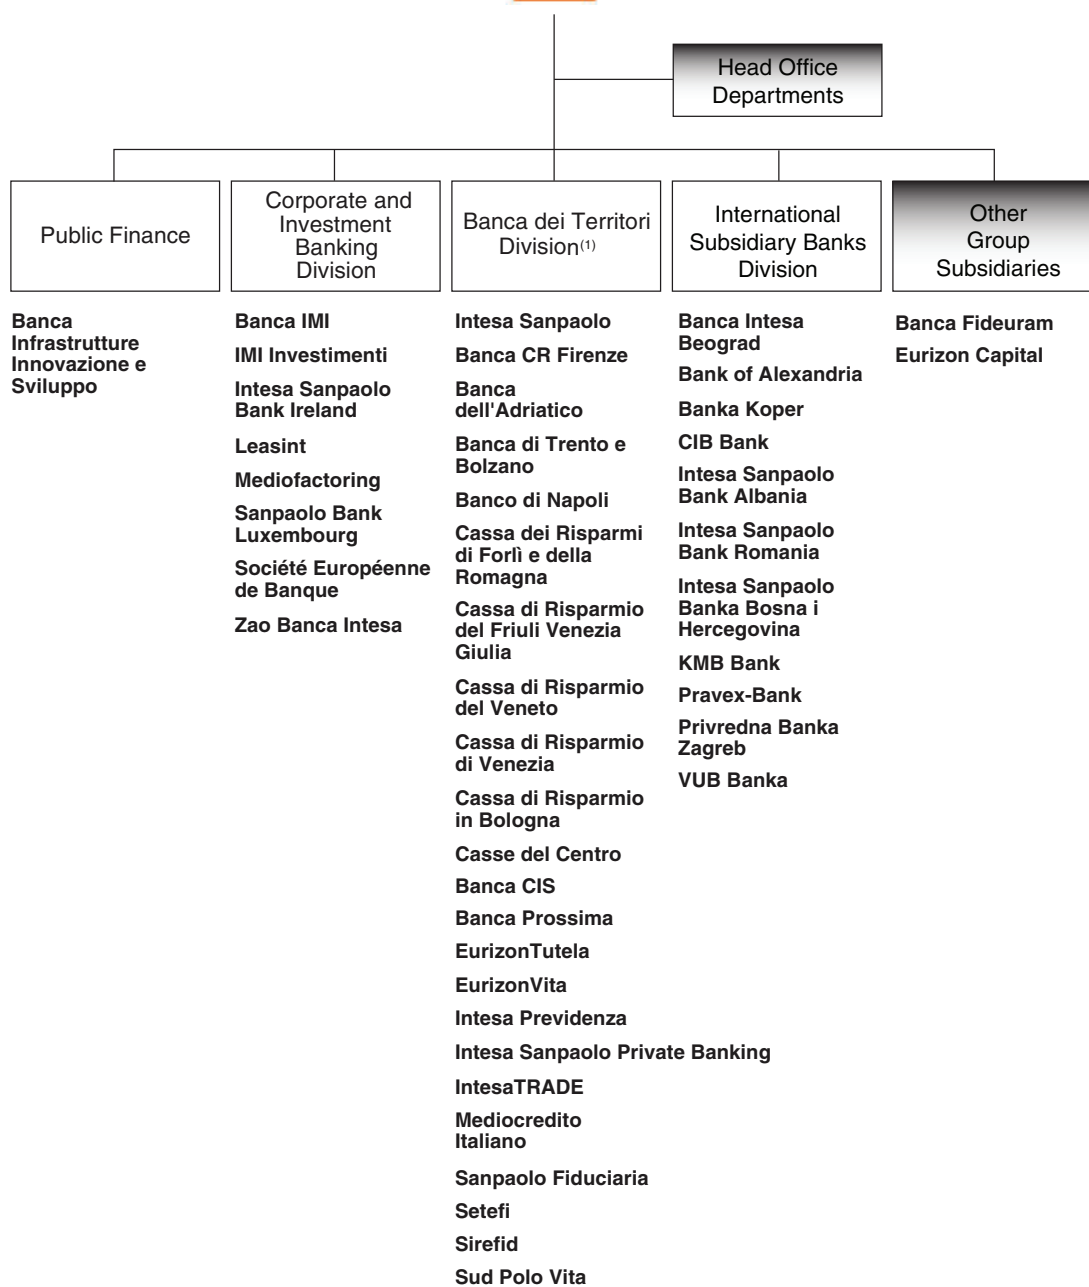 Head Office
Departments
Public Finance
Corporate and
Investment
Banking
Division
Banca dei Territori
Division(1)
International
Subsidiary Banks
Division
Other
Group
Subsidiaries
Banca
Infrastrutture
Innovazione e
Sviluppo
Banca IMI
IMI Investimenti
Intesa Sanpaolo
Bank Ireland
Leasint
Mediofactoring
Sanpaolo Bank
Luxembourg
Société Européenne
de Banque
Zao Banca Intesa
Intesa Sanpaolo
Banca CR Firenze
Banca
dell'Adriatico
Banca di Trento e
Bolzano
Banco di Napoli
Cassa dei Risparmi
di Forlì e della
Romagna
Cassa di Risparmio
del Friuli Venezia
Giulia
Cassa di Risparmio
del Veneto
Cassa di Risparmio
di Venezia
Cassa di Risparmio
in Bologna
Casse del Centro
Banca CIS
Banca Prossima
EurizonTutela
EurizonVita
Intesa Previdenza
Intesa Sanpaolo Private Banking
IntesaTRADE
Mediocredito
Italiano
Sanpaolo Fiduciaria
Setefi
Sirefid
Sud Polo Vita
Banca Intesa
Beograd
Bank of Alexandria
Banka Koper
CIB Bank
Intesa Sanpaolo
Bank Albania
Intesa Sanpaolo
Bank Romania
Intesa Sanpaolo
Banka Bosna i
Hercegovina
KMB Bank
Pravex-Bank
Privredna Banka
Zagreb
VUB Banka
Banca Fideuram
Eurizon Capital